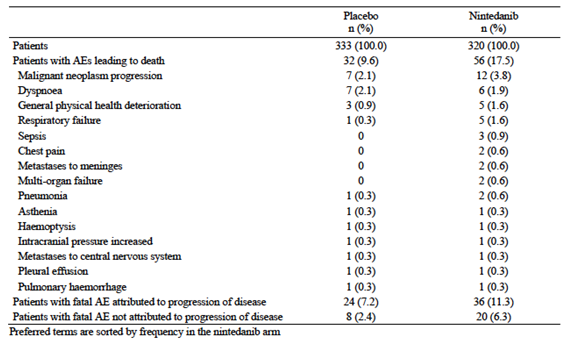 Placebo Nintedanib
n (%) n (%)
Patients 333 (100.0) 320 (100.0)
Patients with AEs leading to death 32 (9.6) 56 (17.5)
Malignant neoplasm progression 7 (2.1) 12 (3.8)
Dyspnoea 7 (2.1) 6 (1.9)
General physical health deterioration 3 (0.9) 5 (1.6)
Respiratory failure 1 (0.3) 5 (1.6)
Sepsis 0 3 (0.9)
Chest pain 0 2 (0.6)
Metastases to meninges 0 2 (0.6)
Multi-organ failure 0 2 (0.6)
Pneumonia 1 (0.3) 2 (0.6)
Asthenia 1 (0.3) 1 (0.3)
Haemoptysis 1 (0.3) 1 (0.3)
Intracranial pressure increased 1 (0.3) 1 (0.3)
Metastases to central nervous system 1 (0.3) 1 (0.3)
Pleural effusion 1 (0.3) 1 (0.3)
Pulmonary haemorrhage 1 (0.3) 1 (0.3)
Patients with fatal AE attributed to progression of disease 24 (7.2) 36 (11.3)
Patients with fatal AE not attributed to progression of disease 8 (2.4) 20 (6.3)
Preferred terms are sorted by frequency in the nintedanib arm